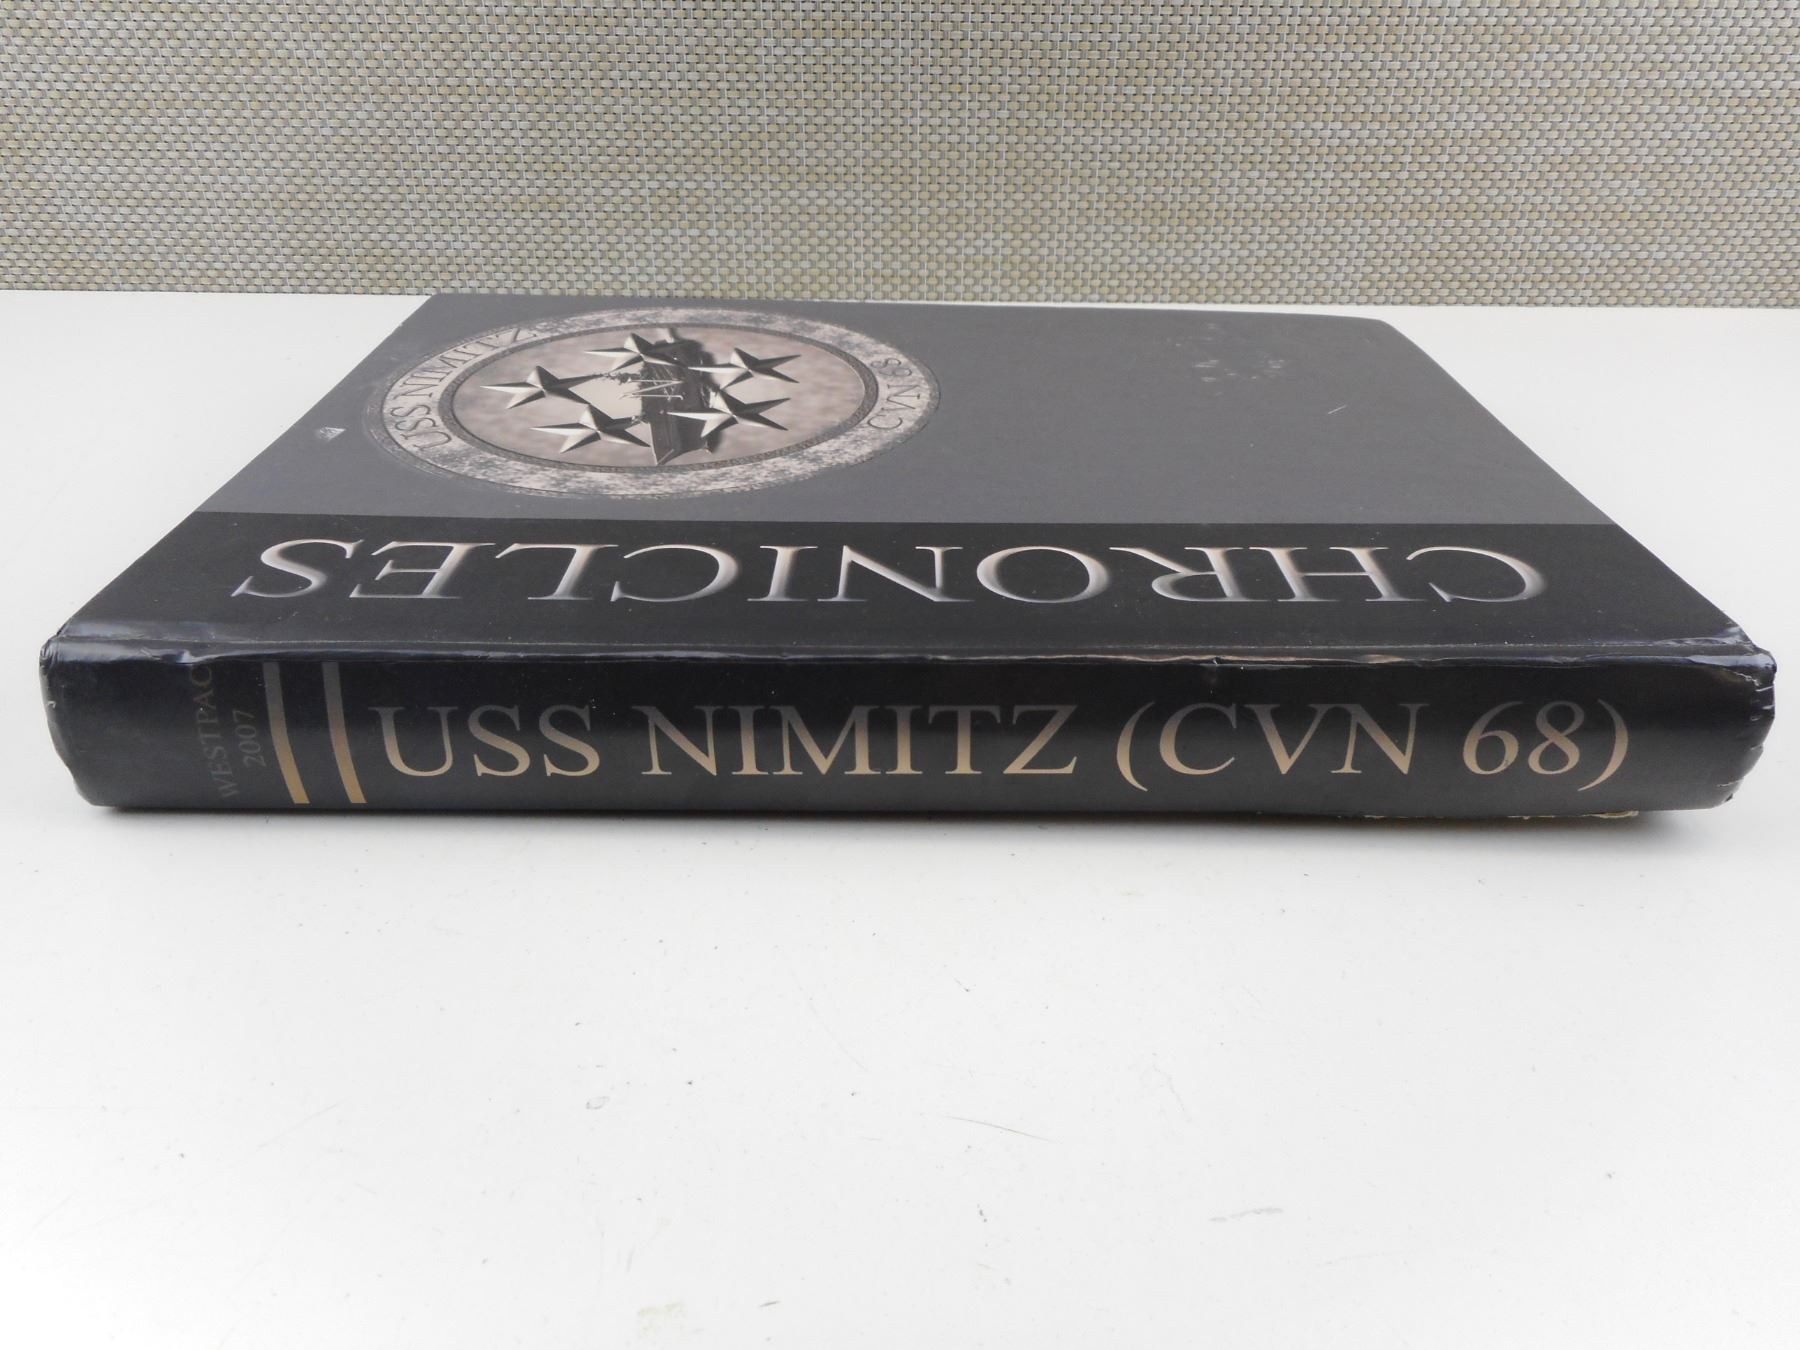 USS NIMITZ
CVN 68
CHRONICLES
WESTPAC
2007
USS NIMITZ (CVN 68)